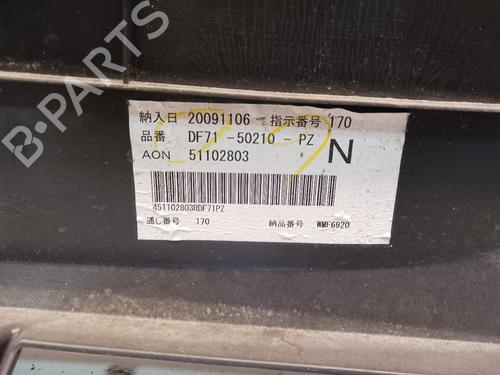 B-PARTS
納入日 20091106 - 指示番号 170
品番 DF71 -50210 - PZ N
AON 51102803
451102803RDF71PZ
通し番号 170 納品番号 WMF6920